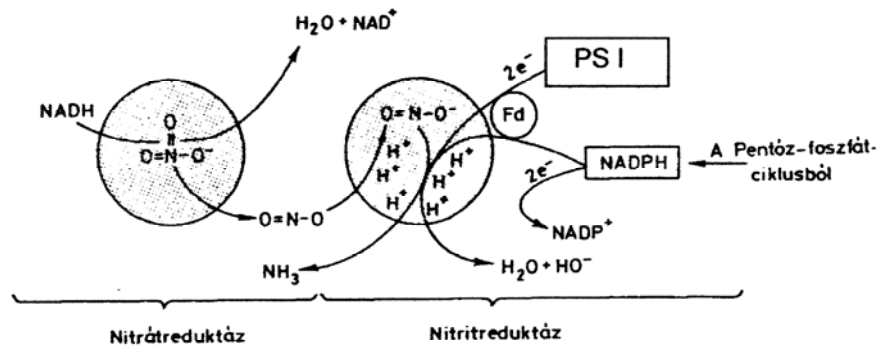 H₂O + NAD⁺
NADH
O
O=N-O⁻
O=N-O
O=N-O⁻
H⁺
H⁺
H⁺
H⁺
H⁺
H⁺
2e⁻
PS I
Fd
NADPH
A Pentóz-foszfát-
ciklusból
2e⁻
NADP⁺
NH₃
H₂O + HO⁻
Nitrátreduktáz
Nitritreduktáz